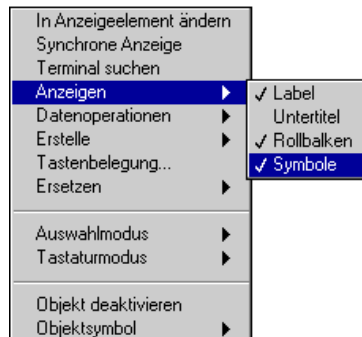 In Anzeigeelement ändern
Synchrone Anzeige
Terminal suchen
Anzeigen
Datenoperationen
Erstelle
Tastenbelegung...
Ersetzen
Auswahlmodus
Tastaturmodus
Objekt deaktivieren
Objektsymbol
Label
Untertitel
Rollbalken
Symbole